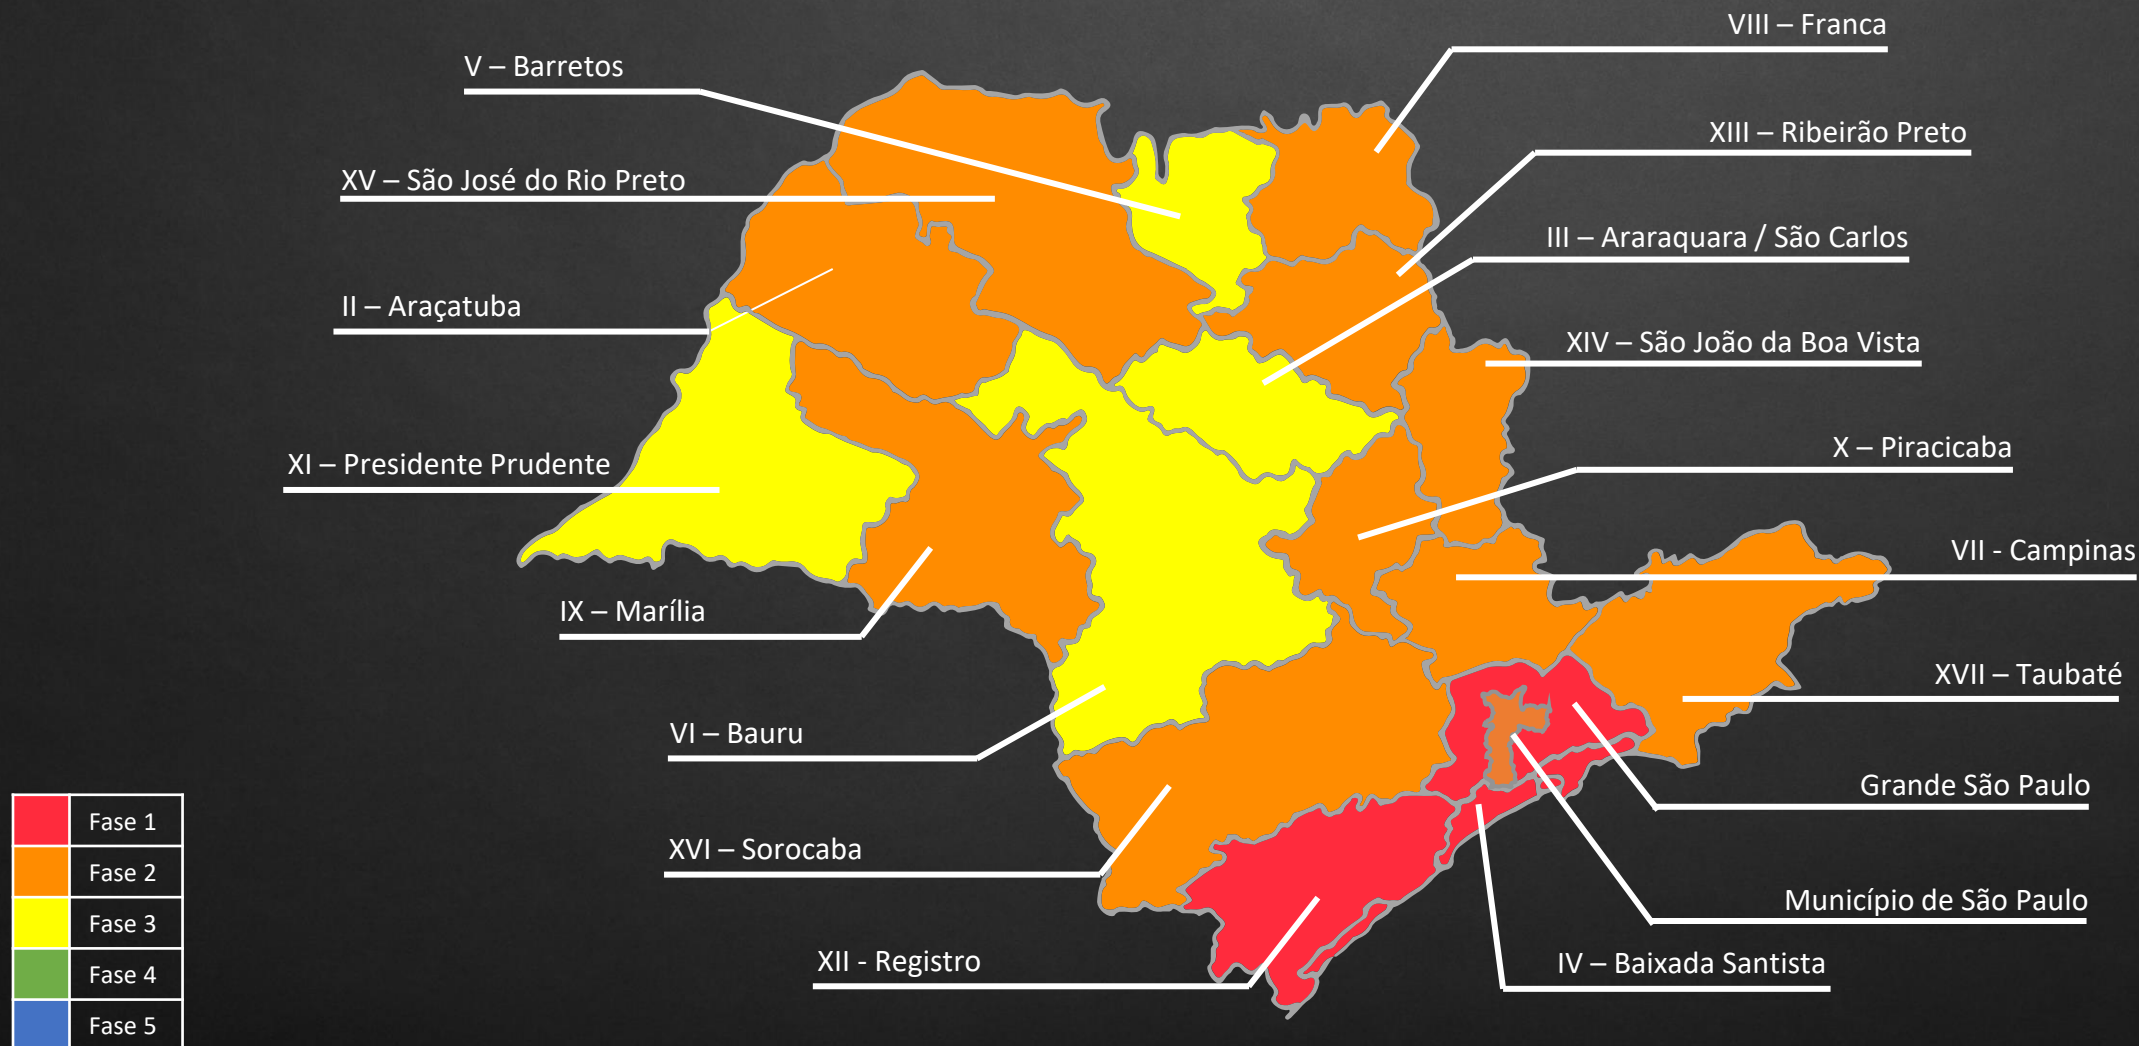 VIII – Franca
V – Barretos
XIII – Ribeirão Preto
XV – São José do Rio Preto
III – Araraquara / São Carlos
II – Araçatuba
XIV – São João da Boa Vista
X – Piracicaba
XI – Presidente Prudente
VII - Campinas
IX – Marília
XVII – Taubaté
VI – Bauru
Grande São Paulo
Fase 1
XVI – Sorocaba
Fase 2
Município de São Paulo
Fase 3
XII - Registro
IV – Baixada Santista
Fase 4
Fase 5